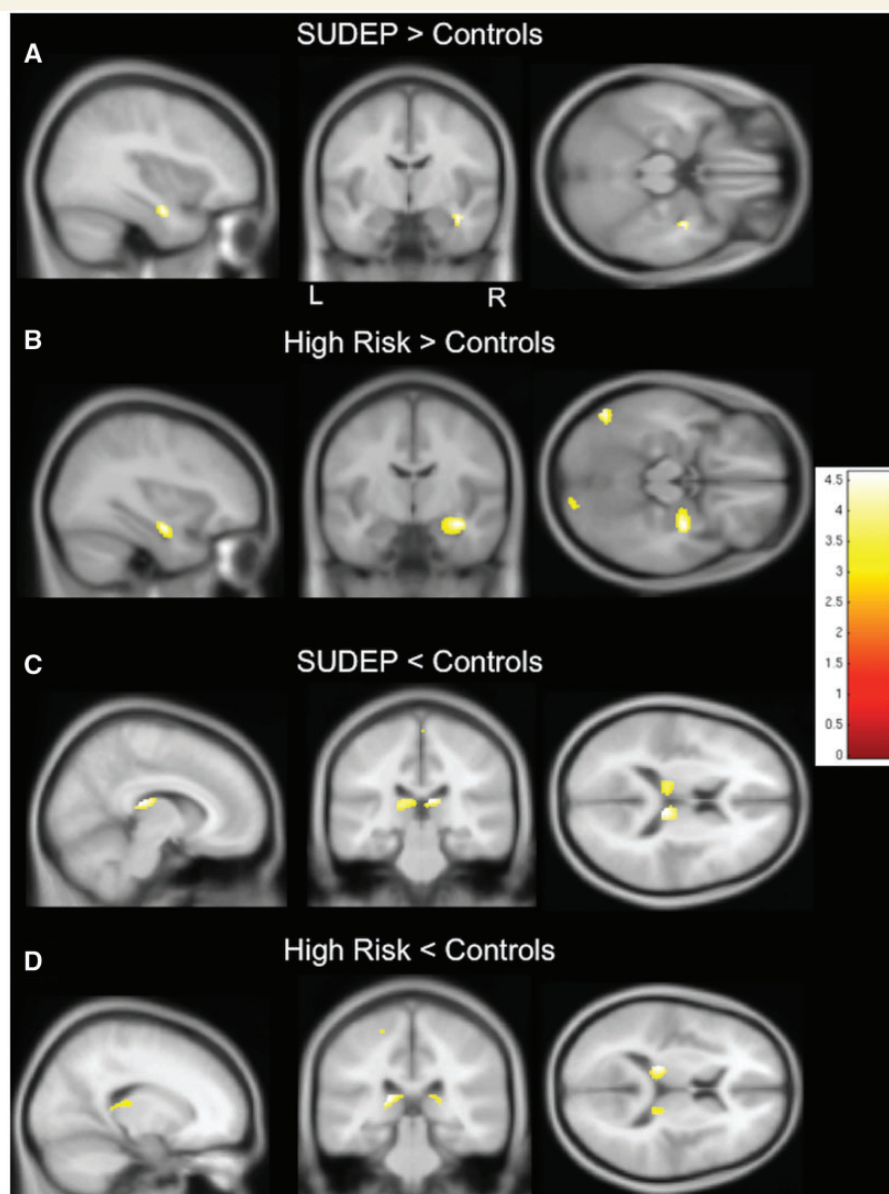 A
SUDEP > Controls
L
R
B
High Risk > Controls
4.5
4
3.5
3
2.5
2
1.5
1
0.5
0
C
SUDEP < Controls
D
High Risk < Controls